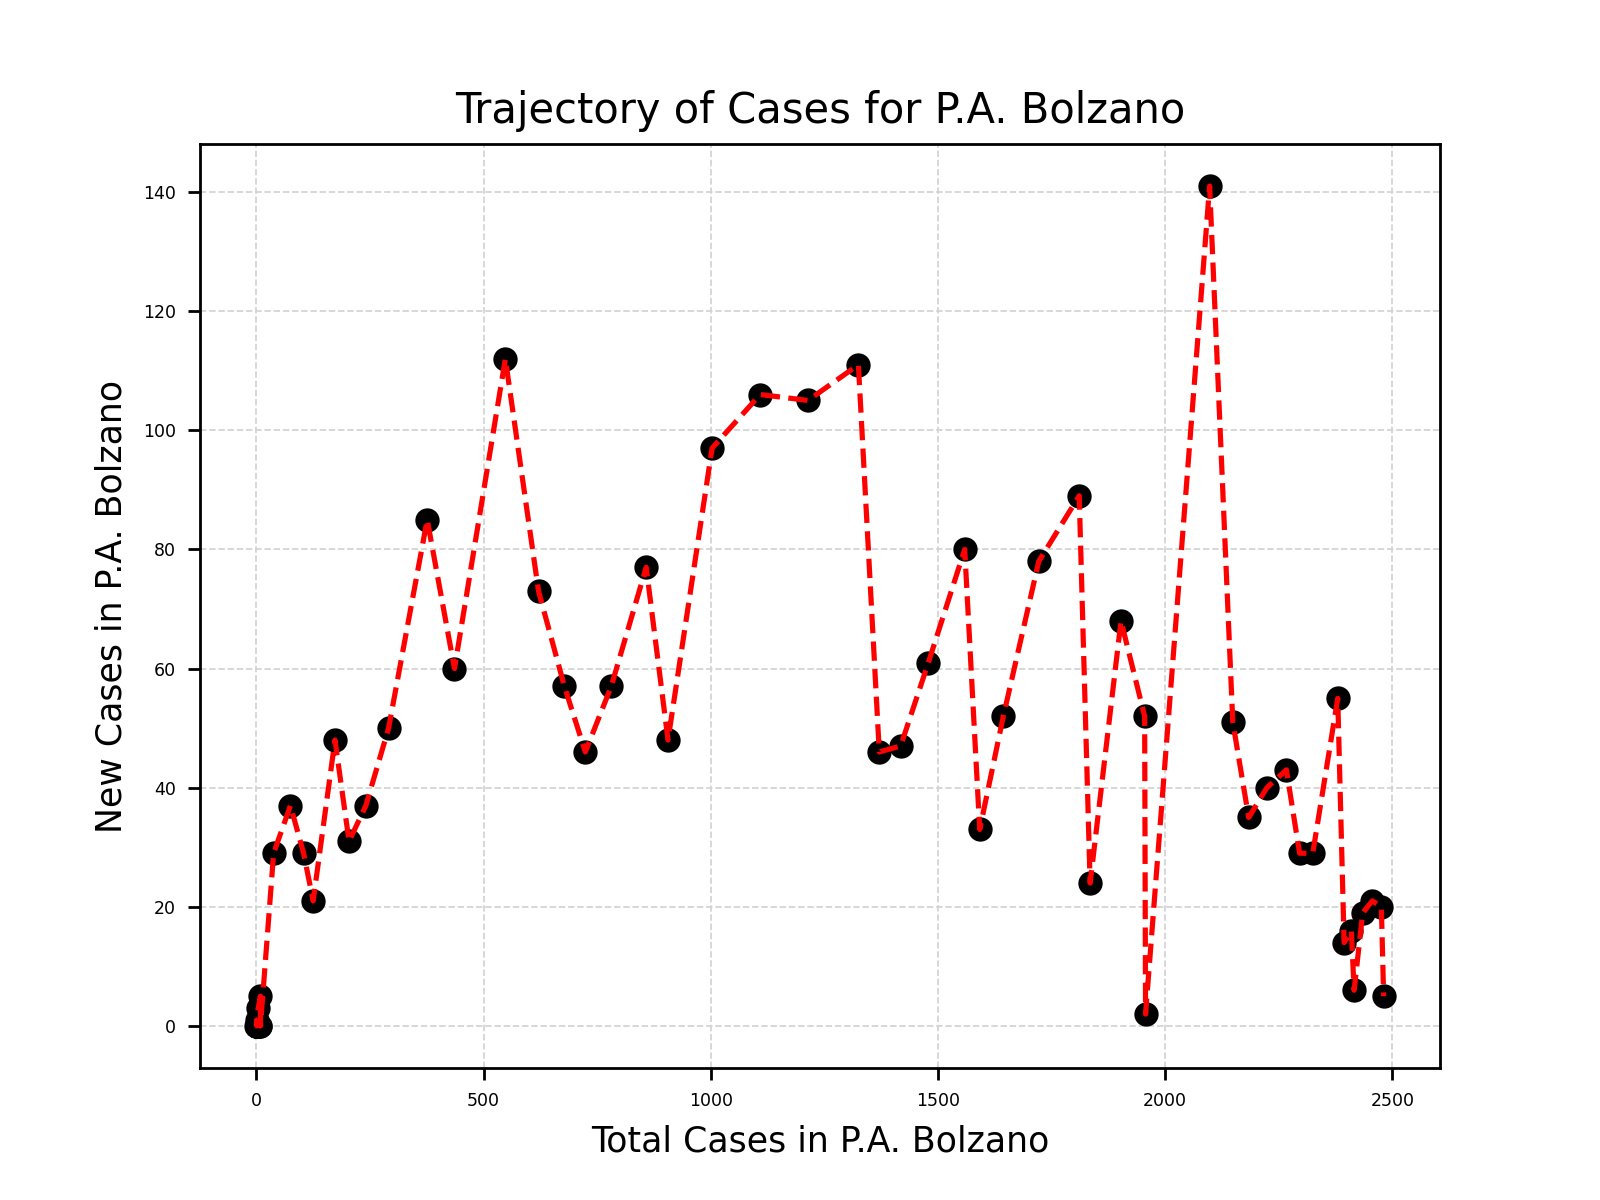 Trajectory of Cases for P.A. Bolzano
New Cases in P.A. Bolzano
140
120
100
80
60
40
20
0
0 500 1000 1500 2000 2500
Total Cases in P.A. Bolzano